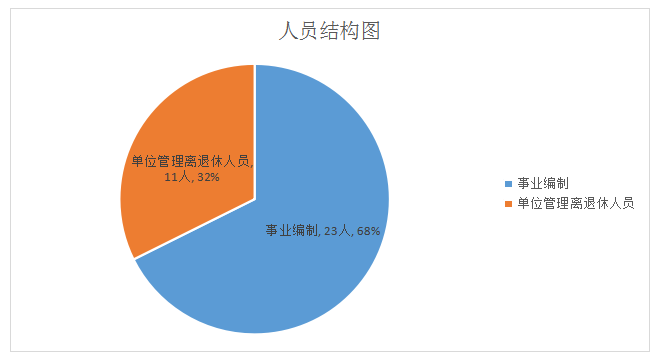 人员结构图
单位管理离退休人员,
11人, 32%
事业编制, 23人, 68%
事业编制
单位管理离退休人员